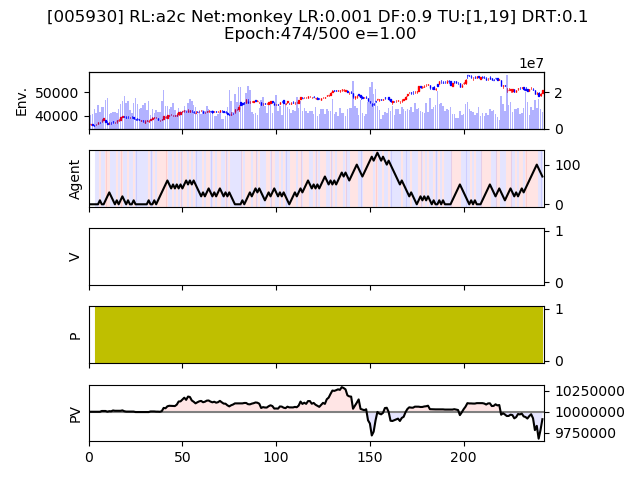 [005930] RL:a2c Net:monkey LR:0.001 DF:0.9 TU:[1,19] DRT:0.1
Epoch:474/500 e=1.00
1e7
Env.
50000
40000
2
0
Agent
100
0
V
1
0
P
1
0
PV
10250000
10000000
9750000
0 50 100 150 200